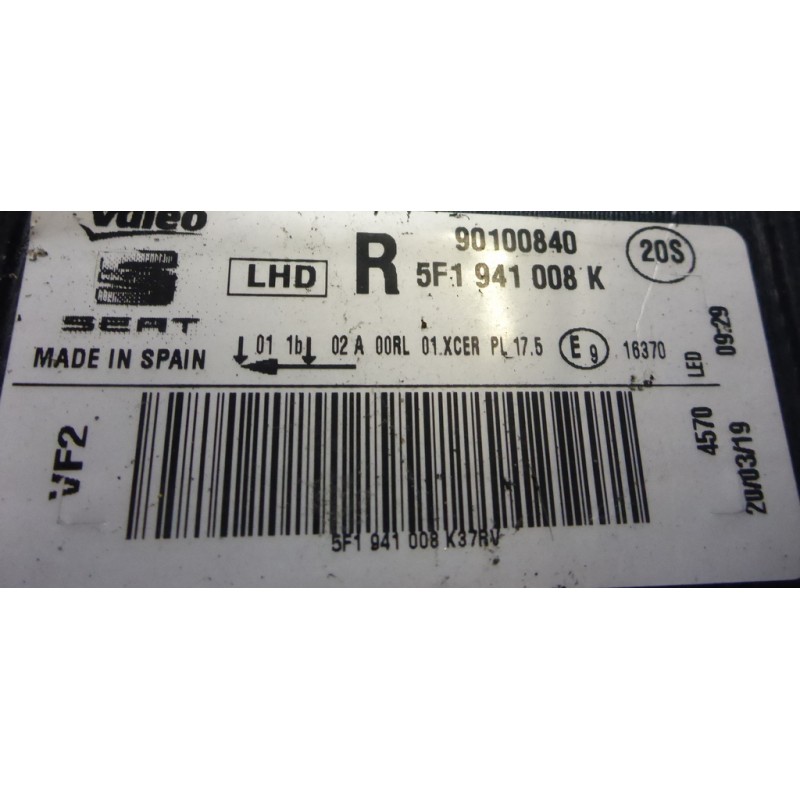 Valeo
SEAT
MADE IN SPAIN
LHD
R
90100840
5F1 941 008 K
20S
01 1b 02 A 00RL 01.XCER PL 17.5
E 9
16370
LED
09:29
VF2
4570
20/03/19
5F1 941 008 K37RV